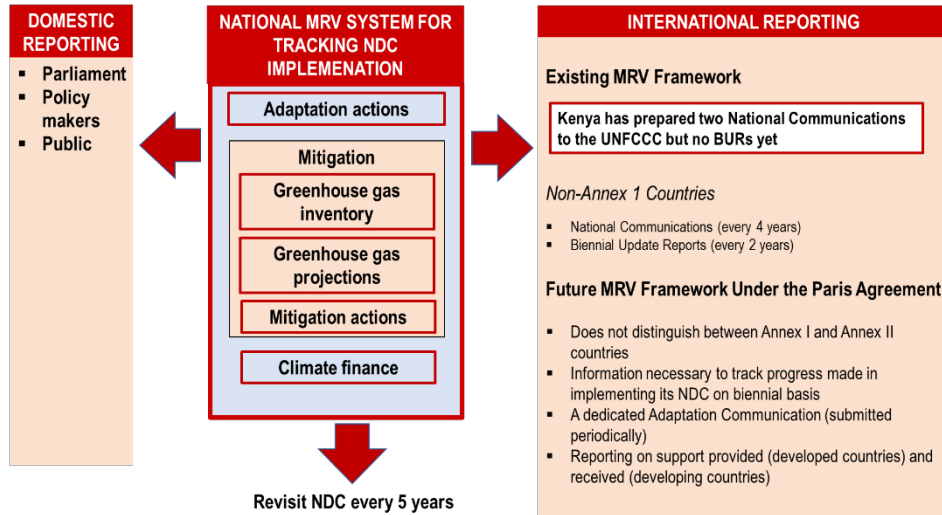 DOMESTIC
REPORTING
▪ Parliament
▪ Policy
makers
▪ Public
NATIONAL MRV SYSTEM FOR
TRACKING NDC
IMPLEMENATION
Adaptation actions
Mitigation
Greenhouse gas
inventory
Greenhouse gas
projections
Mitigation actions
Climate finance
Revisit NDC every 5 years
INTERNATIONAL REPORTING
Existing MRV Framework
Kenya has prepared two National Communications
to the UNFCCC but no BURs yet
Non-Annex 1 Countries
▪ National Communications (every 4 years)
▪ Biennial Update Reports (every 2 years)
Future MRV Framework Under the Paris Agreement
▪ Does not distinguish between Annex I and Annex II
countries
▪ Information necessary to track progress made in
implementing its NDC on biennial basis
▪ A dedicated Adaptation Communication (submitted
periodically)
▪ Reporting on support provided (developed countries) and
received (developing countries)